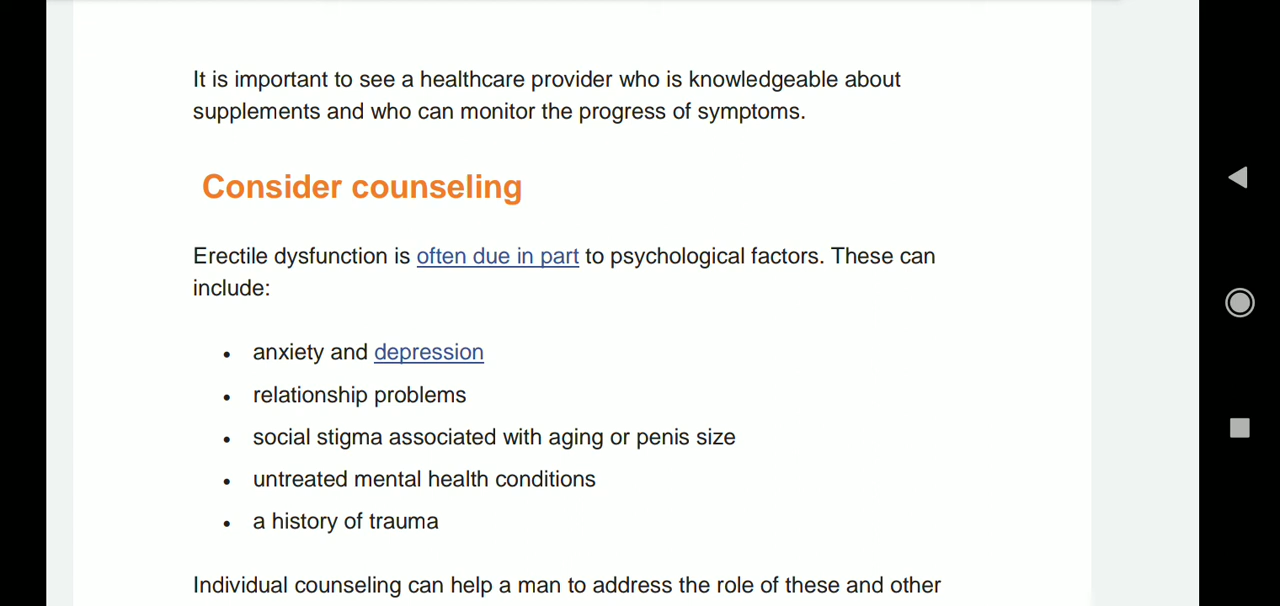 It is important to see a healthcare provider who is knowledgeable about
supplements and who can monitor the progress of symptoms.
Consider counseling
Erectile dysfunction is often due in part to psychological factors. These can
include:
• anxiety and depression
• relationship problems
• social stigma associated with aging or penis size
• untreated mental health conditions
• a history of trauma
Individual counseling can help a man to address the role of these and other